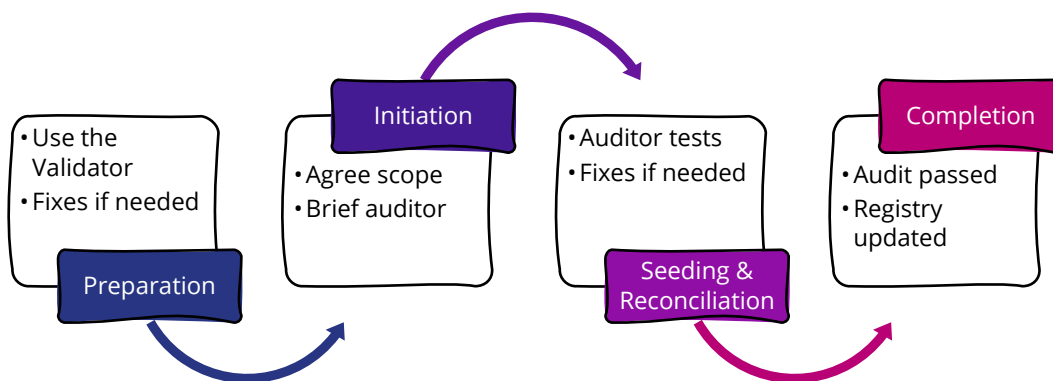 • Use the
Validator
• Fixes if needed
Preparation
Initiation
• Agree scope
• Brief auditor
• Auditor tests
• Fixes if needed
Seeding &
Reconciliation
Completion
• Audit passed
• Registry
updated